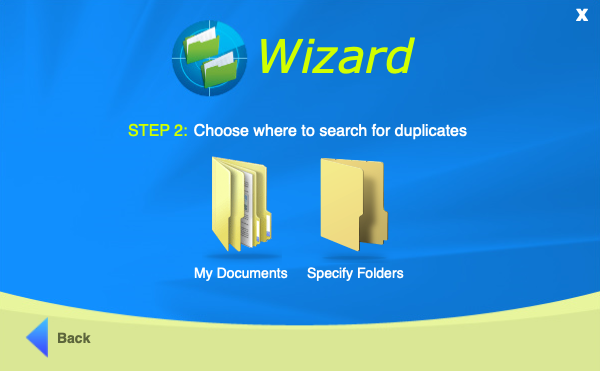 X
Wizard
STEP 2: Choose where to search for duplicates
My Documents Specify Folders
Back